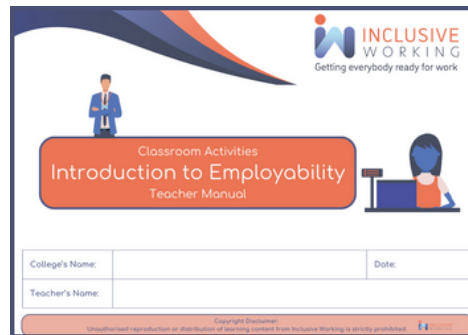 INCLUSIVE
WORKING
Getting everybody ready for work
Classroom Activities
Introduction to Employability
Teacher Manual
College's Name:
Date:
Teacher's Name:
Copyright Disclaimer:
Unauthorised reproduction or distribution of learning content from Inclusive Working is strictly prohibited.